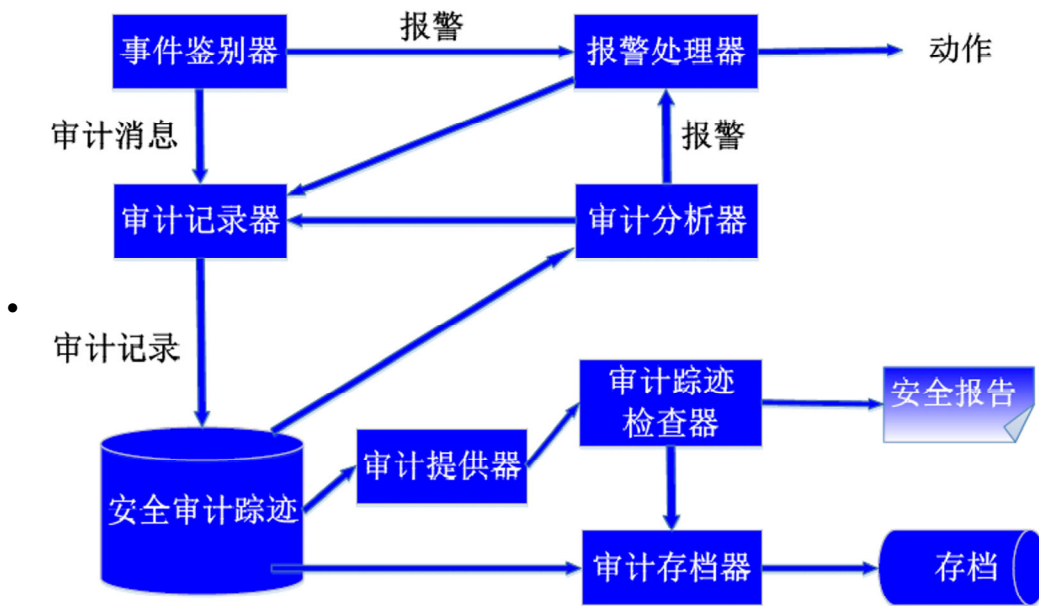 事件鉴别器
报警
报警处理器
动作
审计消息
报警
审计记录器
审计分析器
审计记录
审计踪迹
检查器
安全报告
审计提供器
安全审计踪迹
审计存档器
存档